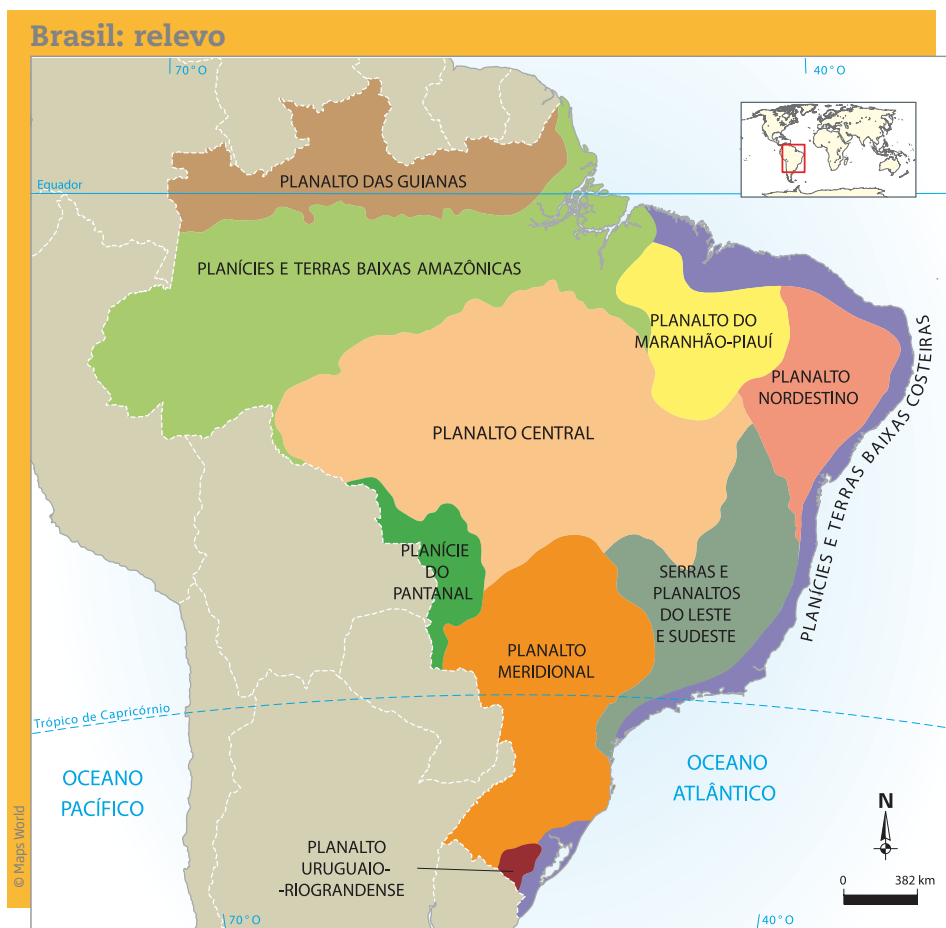 Brasil: relevo
70° O
40° O
Equador
PLANALTO DAS GUIANAS
PLANÍCIES E TERRAS BAIXAS AMAZÔNICAS
PLANALTO DO
MARANHÃO-PIAUÍ
PLANALTO
NORDESTINO
PLANALTO CENTRAL
PLANÍCIES E TERRAS BAIXAS COSTEIRAS
PLANÍCIE
DO
PANTANAL
SERRAS E
PLANALTOS
DO LESTE
E SUDESTE
PLANALTO
MERIDIONAL
Trópico de Capricórnio
OCEANO
PACÍFICO
OCEANO
ATLÂNTICO
N
PLANALTO
URUGUAIO-
-RIOGRANDENSE
0 382 km
© Maps World
70° O
40° O